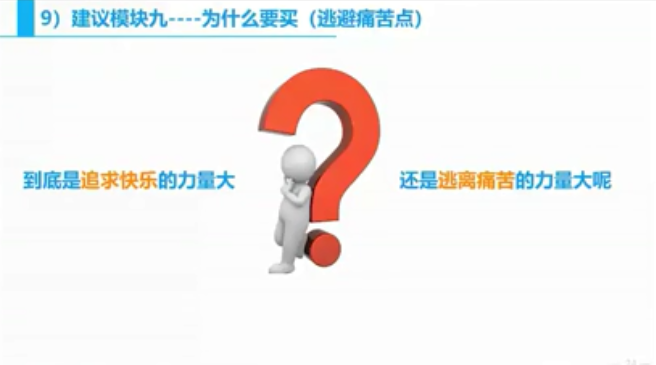 9）建议模块九----为什么要买（逃避痛苦点）
到底是追求快乐的力量大
还是逃离痛苦的力量大呢